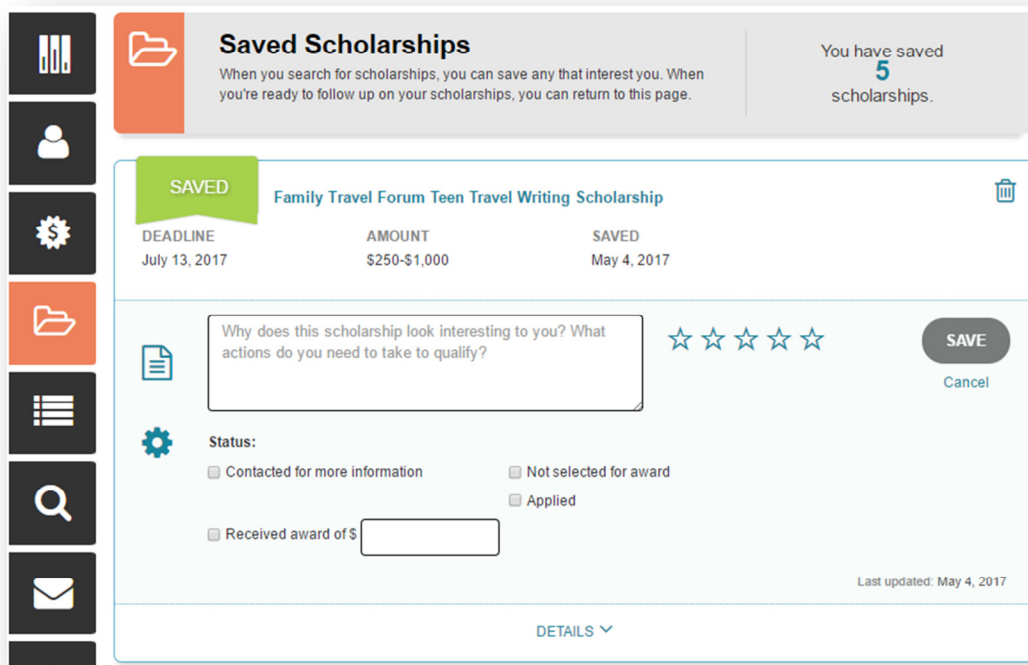 Saved Scholarships
When you search for scholarships, you can save any that interest you. When
you're ready to follow up on your scholarships, you can return to this page.
You have saved
5
scholarships.
SAVED
Family Travel Forum Teen Travel Writing Scholarship
DEADLINE
AMOUNT
SAVED
July 13, 2017
$250-$1,000
May 4, 2017
Why does this scholarship look interesting to you? What
actions do you need to take to qualify?
SAVE
Cancel
Status:
Contacted for more information
Not selected for award
Applied
Received award of $
Last updated: May 4, 2017
DETAILS